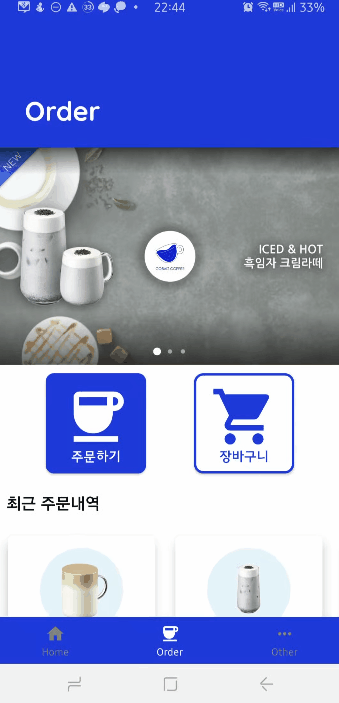 22:44
33%
Order
NEW
ICED & HOT
흑임자 크림라떼
주문하기
장바구니
최근 주문내역
Home
Order
Other